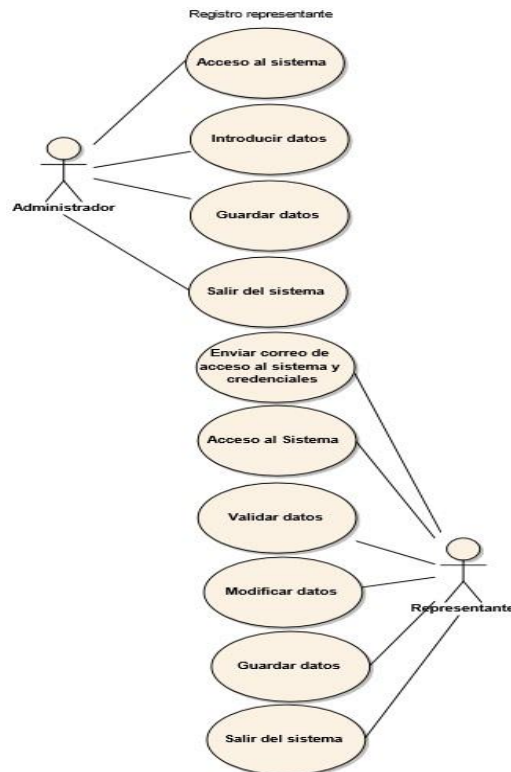 Registro representante
Acceso al sistema
Introducir datos
Administrador
Guardar datos
Salir del sistema
Enviar correo de
acceso al sistema y
credenciales
Acceso al Sistema
Validar datos
Modificar datos
Representante
Guardar datos
Salir del sistema